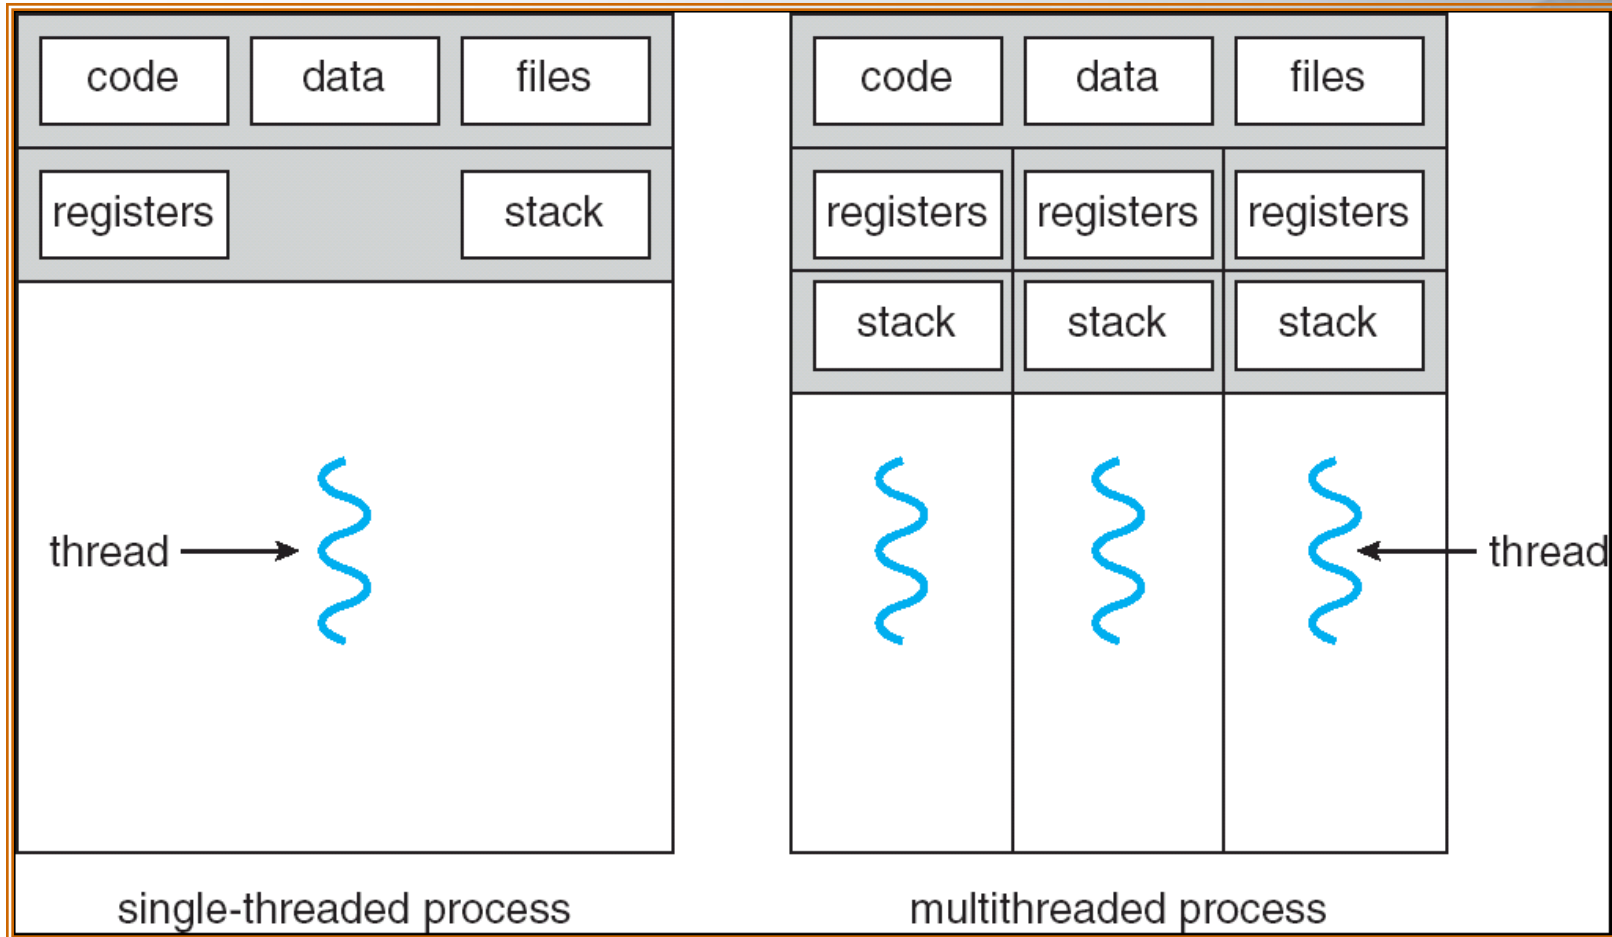 code data files
registers stack
thread
single-threaded process
code data files
registers registers registers
stack stack stack
thread
multithreaded process